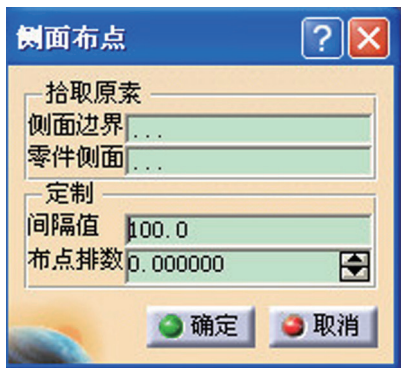 侧面布点
拾取原素
侧面边界...
零件侧面...
定制
间隔值 100.0
布点排数 0.000000
确定 取消